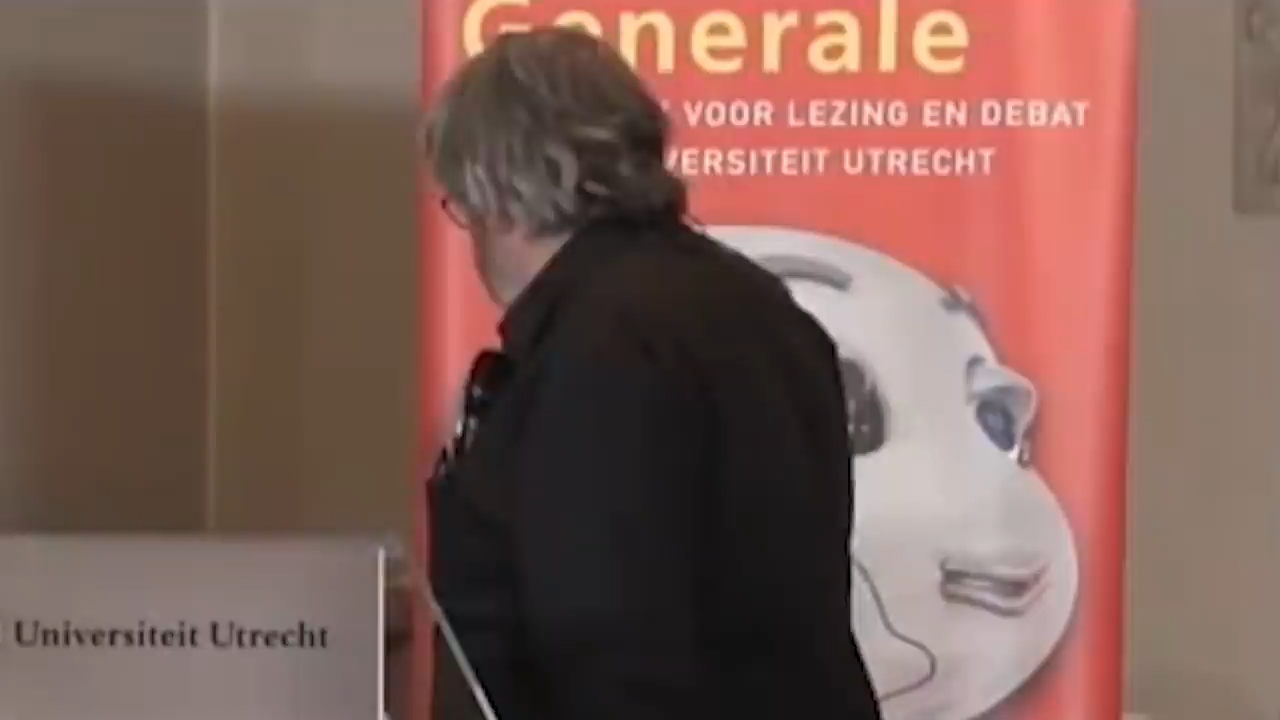 Generale
VOOR LEZING EN DEBAT
VERSITEIT UTRECHT
Universiteit Utrecht